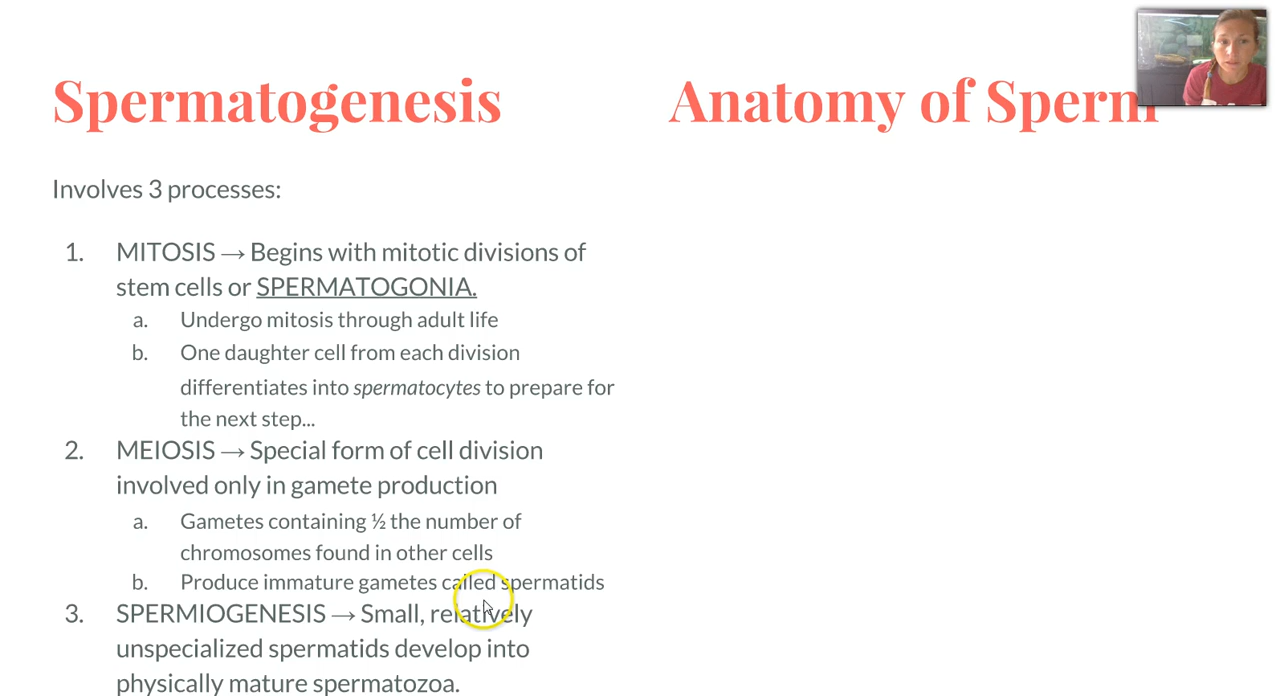 Spermatogenesis
Involves 3 processes:
1. MITOSIS → Begins with mitotic divisions of
stem cells or SPERMATOGONIA.
a. Undergo mitosis through adult life
b. One daughter cell from each division
differentiates into spermatocytes to prepare for
the next step...
2. MEIOSIS → Special form of cell division
involved only in gamete production
a. Gametes containing ½ the number of
chromosomes found in other cells
b. Produce immature gametes called spermatids
3. SPERMIOGENESIS → Small, relatively
unspecialized spermatids develop into
physically mature spermatozoa.
Anatomy of Sperm